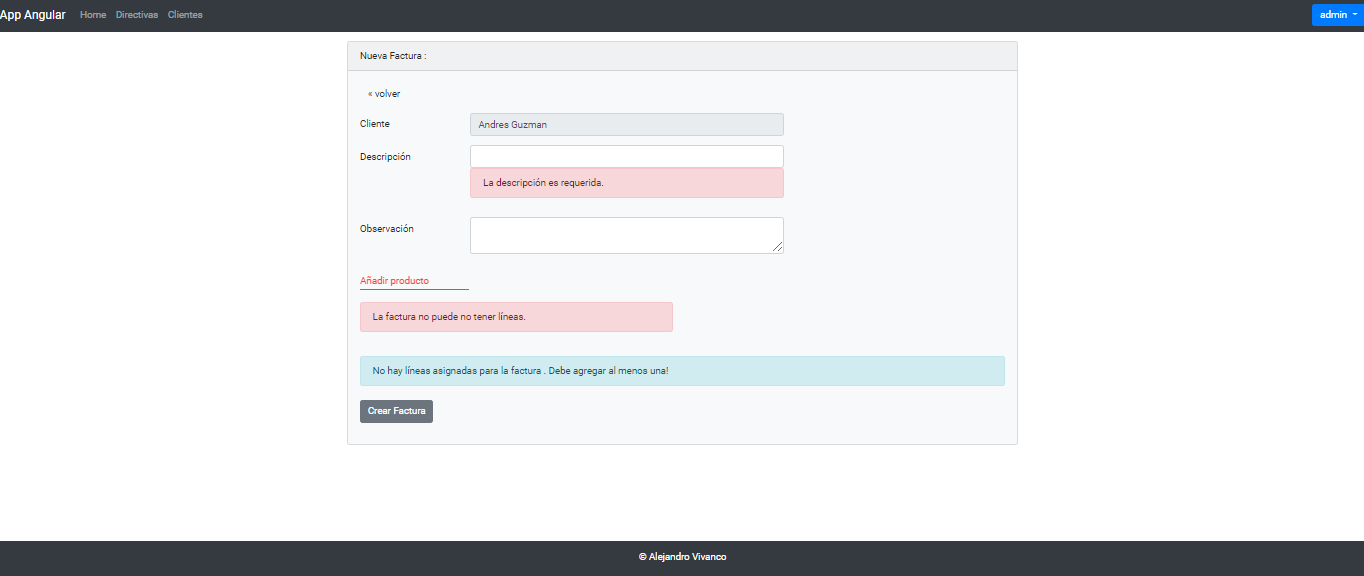 App Angular Home Directivas Clientes admin
Nueva Factura :
« volver
Cliente Andres Guzman
Descripción
La descripción es requerida.
Observación
Añadir producto
La factura no puede no tener líneas.
No hay líneas asignadas para la factura . Debe agregar al menos una!
Crear Factura
© Alejandro Vivanco